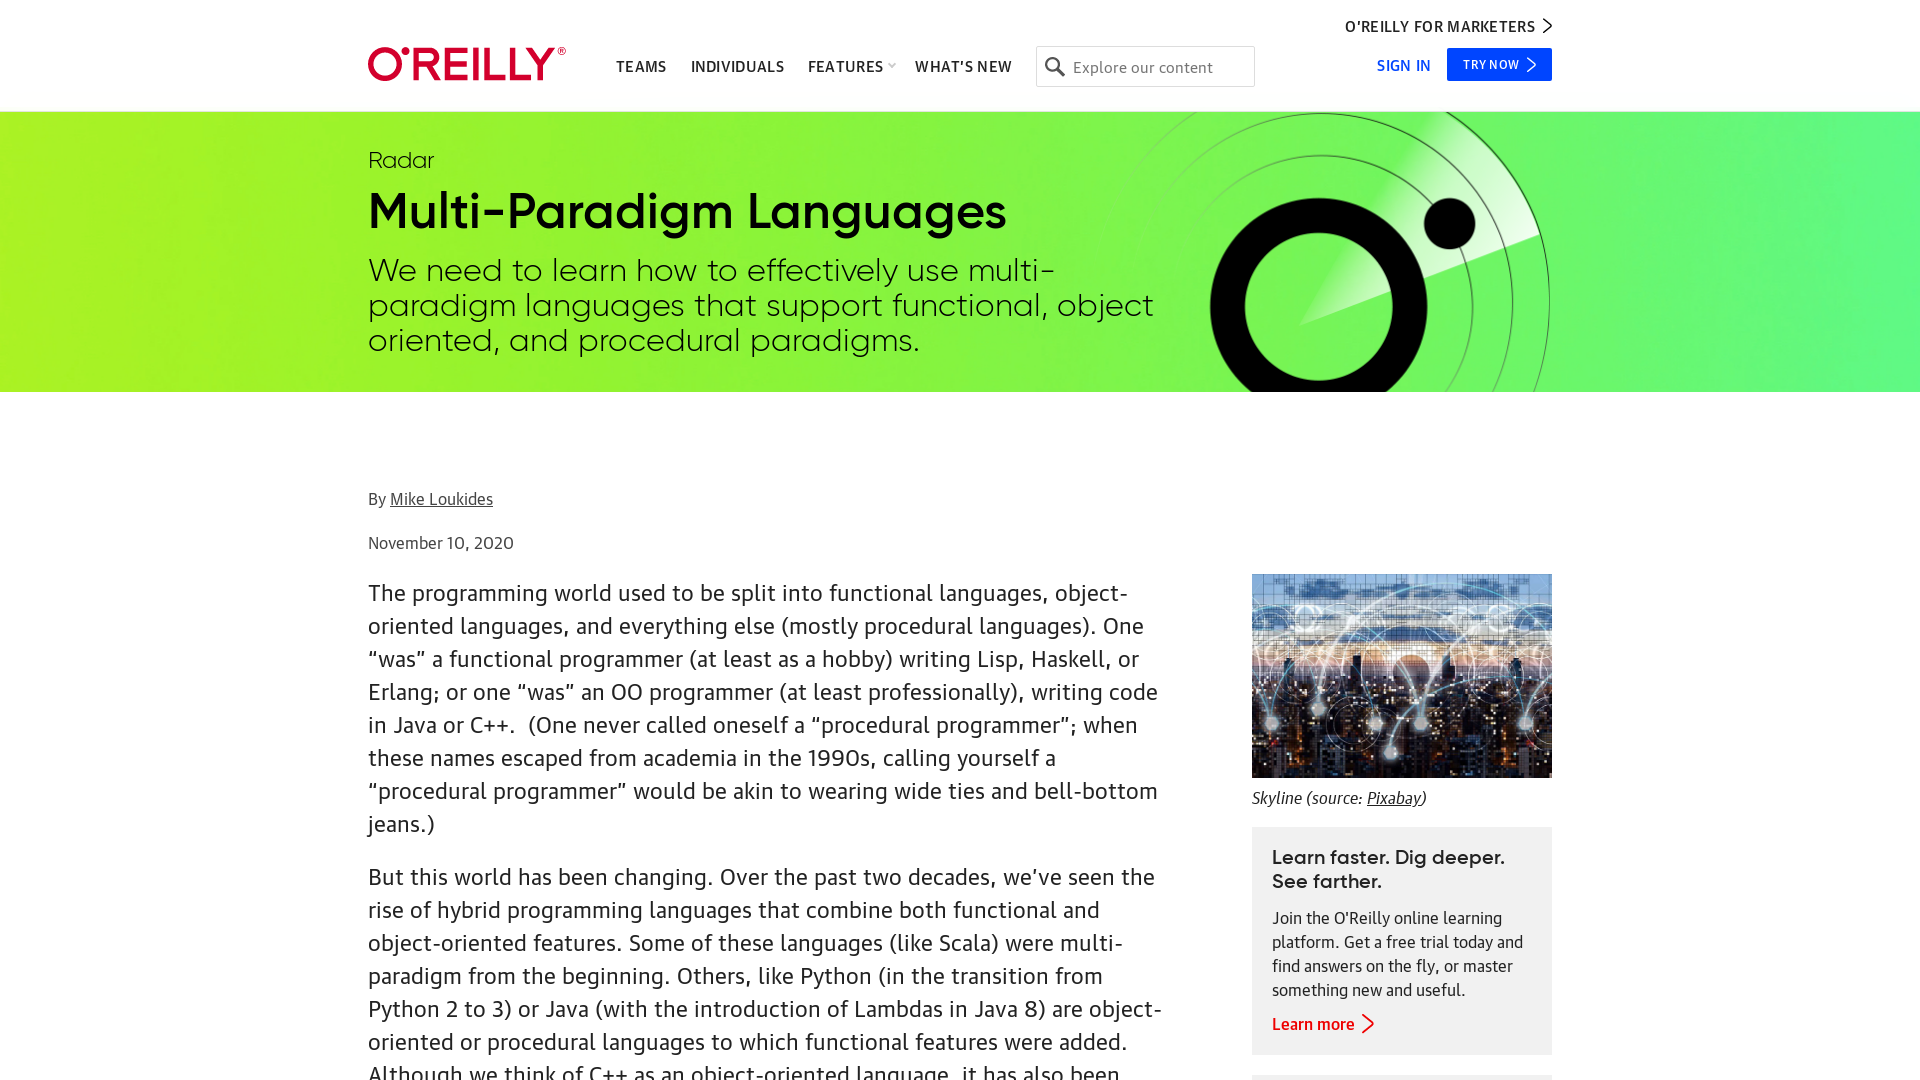 O'REILLY FOR MARKETERS
O'REILLY®
TEAMS
INDIVIDUALS
FEATURES
WHAT'S NEW
Explore our content
SIGN IN
TRY NOW
Radar
Multi-Paradigm Languages
We need to learn how to effectively use multi-
paradigm languages that support functional, object
oriented, and procedural paradigms.
By Mike Loukides
November 10, 2020
The programming world used to be split into functional languages, object-
oriented languages, and everything else (mostly procedural languages). One
“was” a functional programmer (at least as a hobby) writing Lisp, Haskell, or
Erlang; or one “was” an OO programmer (at least professionally), writing code
in Java or C++.  (One never called oneself a “procedural programmer”; when
these names escaped from academia in the 1990s, calling yourself a
“procedural programmer” would be akin to wearing wide ties and bell-bottom
jeans.)
But this world has been changing. Over the past two decades, we’ve seen the
rise of hybrid programming languages that combine both functional and
object-oriented features. Some of these languages (like Scala) were multi-
paradigm from the beginning. Others, like Python (in the transition from
Python 2 to 3) or Java (with the introduction of Lambdas in Java 8) are object-
oriented or procedural languages to which functional features were added.
Although we think of C++ as an object-oriented language, it has also been
Skyline (source: Pixabay)
Learn faster. Dig deeper.
See farther.
Join the O'Reilly online learning
platform. Get a free trial today and
find answers on the fly, or master
something new and useful.
Learn more